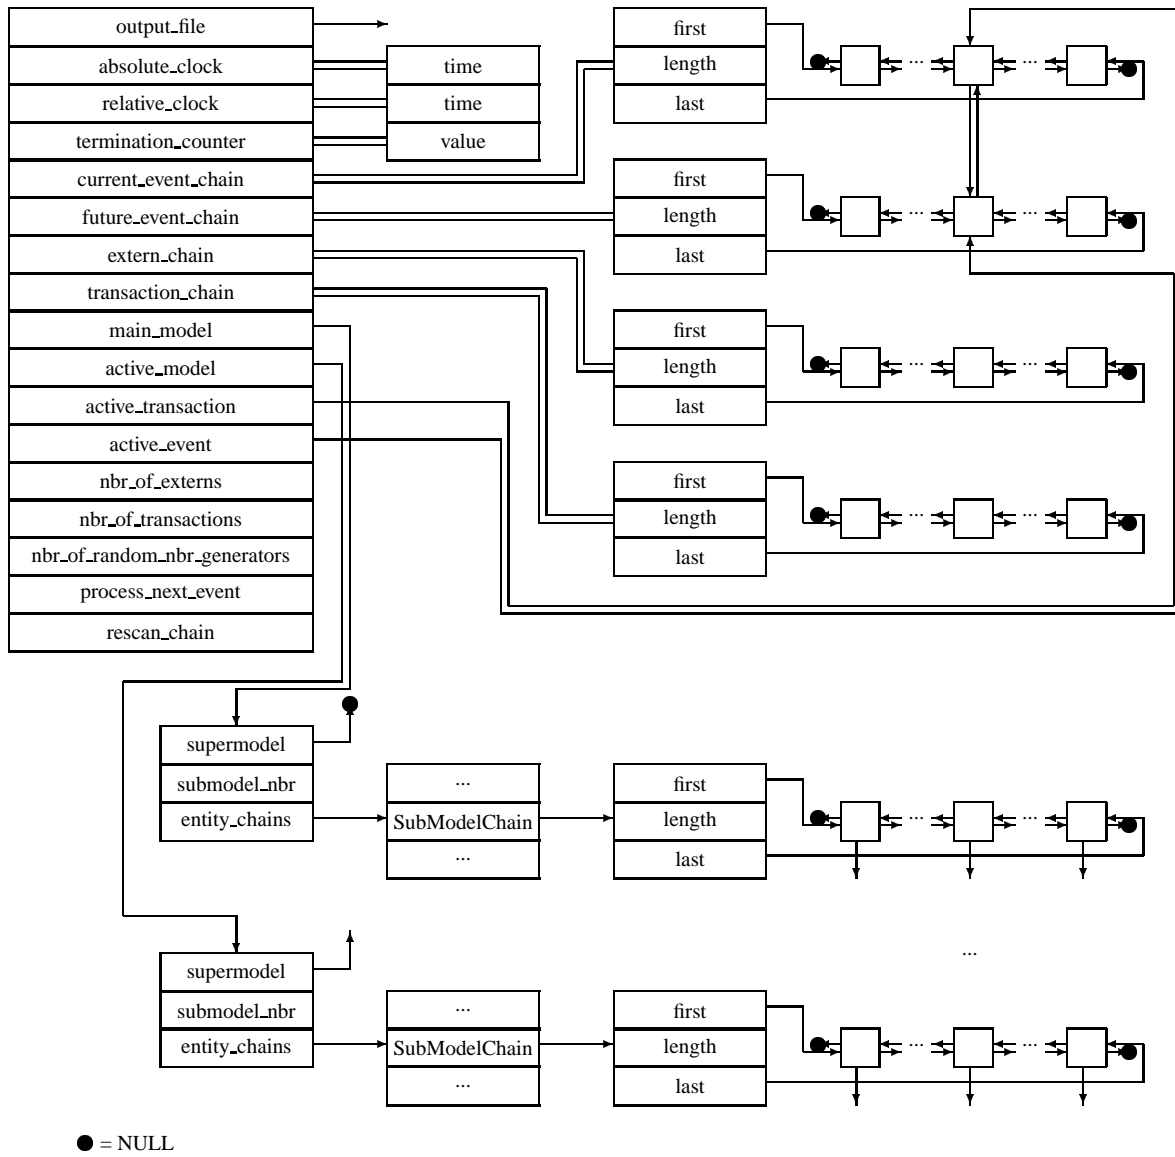 output_file
absolute_clock
relative_clock
termination_counter
current_event_chain
future_event_chain
extern_chain
transaction_chain
main_model
active_model
active_transaction
active_event
nbr_of_externs
nbr_of_transactions
nbr_of_random_nbr_generators
process_next_event
rescan_chain
time
time
value
first
length
last
... ...
first
length
last
... ...
first
length
last
... ...
first
length
last
... ...
supermodel
submodel_nbr
entity_chains
...
SubModelChain
...
first
length
last
... ...
...
supermodel
submodel_nbr
entity_chains
...
SubModelChain
...
first
length
last
... ...
= NULL